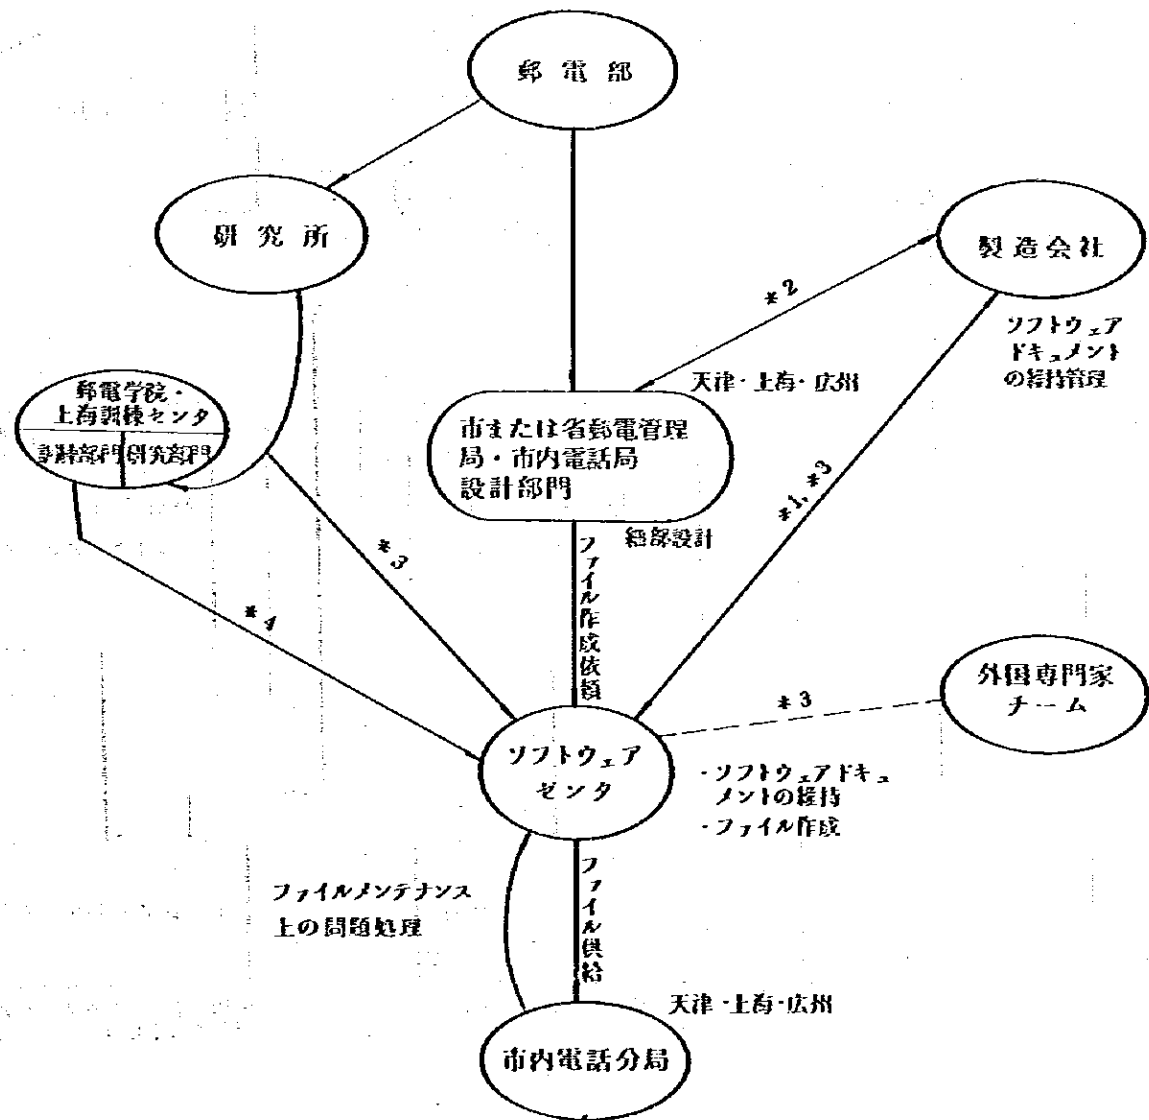 郵電部
研究所
製造会社
*2
ソフトウェア
ドキュメント
の維持管理
郵電学院・
上海訓練センタ
訓練部門
研究部門
天津・上海・広州
市または省郵電管理
局・市内電話局
設計部門
*1, *3
ファイル作成依頼
*3
*4
外国専門家
チーム
*3
ソフトウェア
センタ
・ソフトウェアドキュ
メントの維持
・ファイル作成
ファイルメンテナンス
上の問題処理
ファイル供給
天津・上海・広州
市内電話分局